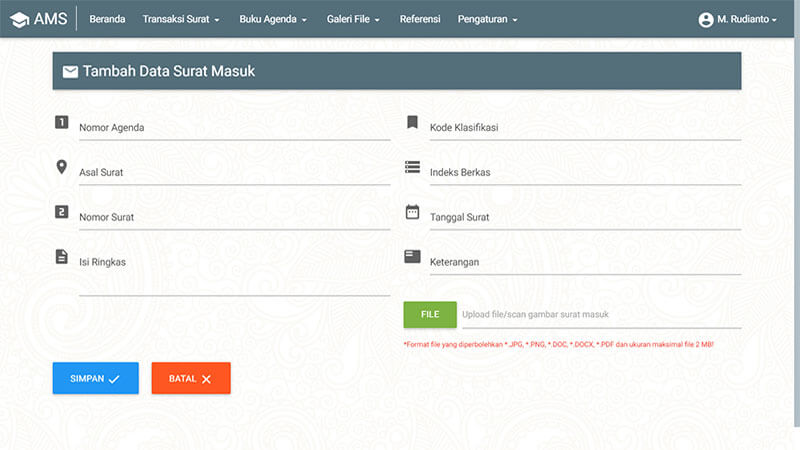 AMS Beranda Transaksi Surat Buku Agenda Galeri File Referensi Pengaturan M. Rudianto
Tambah Data Surat Masuk
1 Nomor Agenda
Kode Klasifikasi
Asal Surat
Indeks Berkas
2 Nomor Surat
Tanggal Surat
Isi Ringkas
Keterangan
FILE Upload file/scan gambar surat masuk
*Format file yang diperbolehkan *.JPG, *.PNG, *.DOC, *.DOCX, *.PDF dan ukuran maksimal file 2 MB!
SIMPAN BATAL